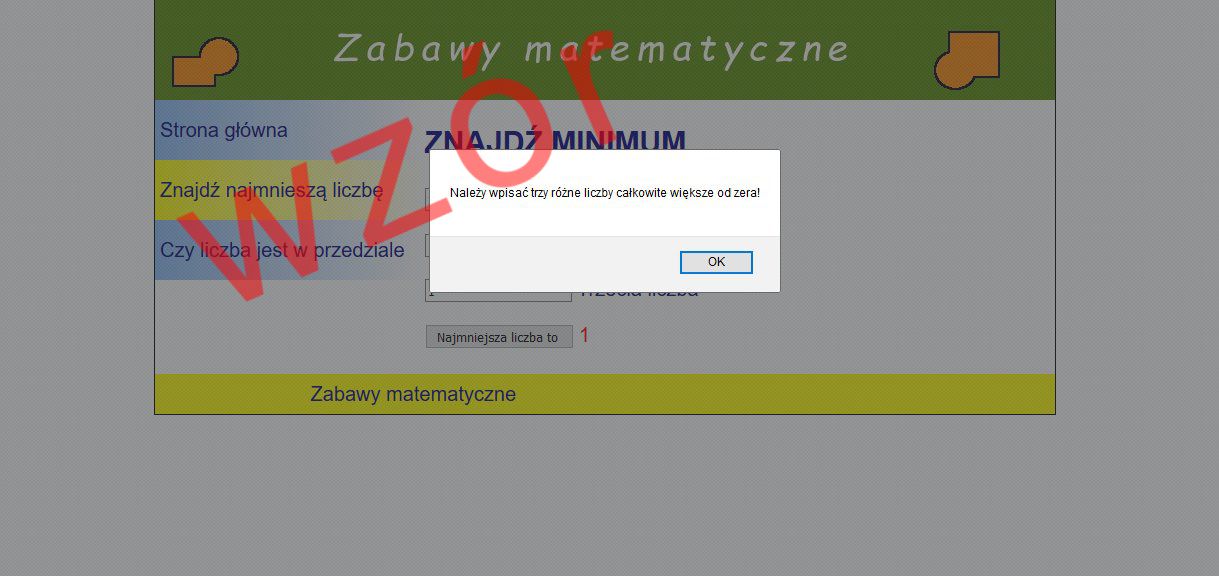 Zabawy matematyczne
wzór
Strona główna
Znajdź najmnieszą liczbę
Czy liczba jest w przedziale
ZNAJDŹ MINIMUM
Należy wpisać trzy różne liczby całkowite większe od zera!
OK
Trzecia liczba
Najmniejsza liczba to 1
Zabawy matematyczne